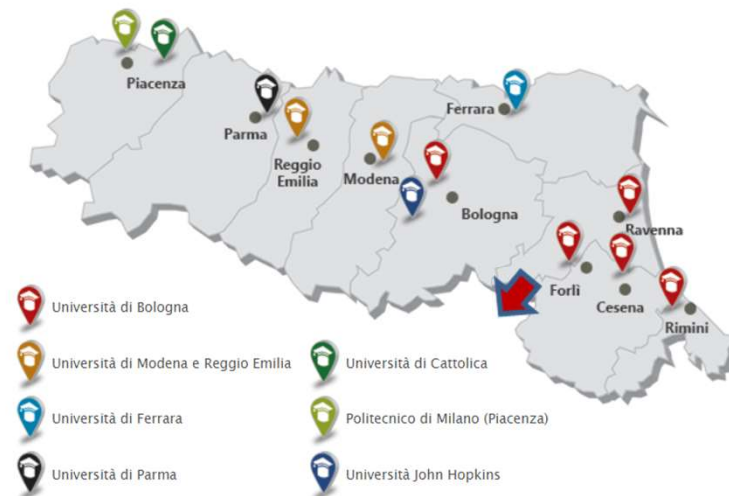 Piacenza
Parma
Reggio
Emilia
Modena
Ferrara
Bologna
Ravenna
Forlì
Cesena
Rimini
Università di Bologna
Università di Modena e Reggio Emilia
Università di Cattolica
Università di Ferrara
Politecnico di Milano (Piacenza)
Università di Parma
Università John Hopkins